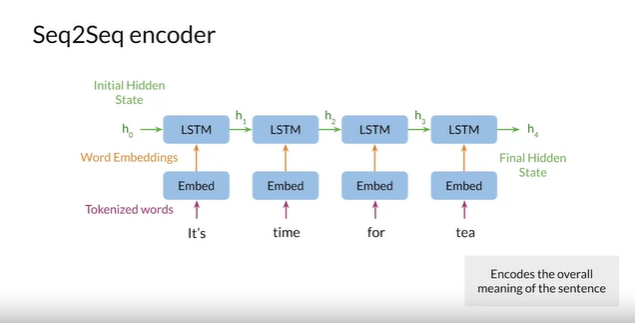 Seq2Seq encoder
Initial Hidden
State
h₀
LSTM
h₁
LSTM
h₂
LSTM
h₃
LSTM
h₄
Word Embeddings
Final Hidden
State
Embed
Embed
Embed
Embed
Tokenized words
It's
time
for
tea
Encodes the overall
meaning of the sentence